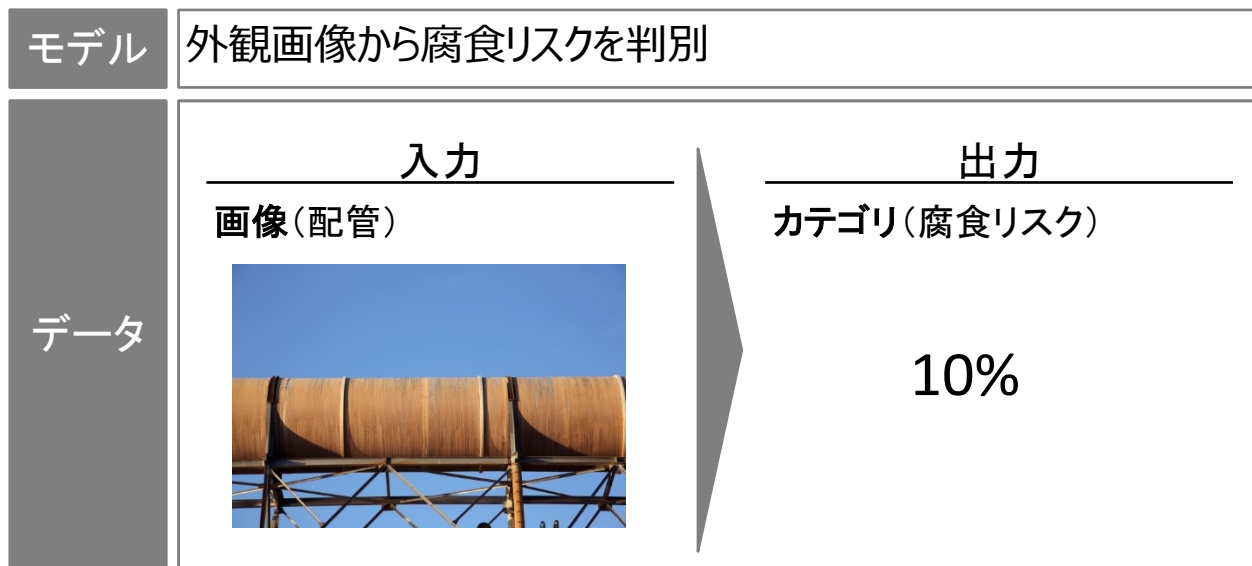 モデル
外観画像から腐食リスクを判別
データ
入力
画像（配管）
出力
カテゴリ（腐食リスク）
10%